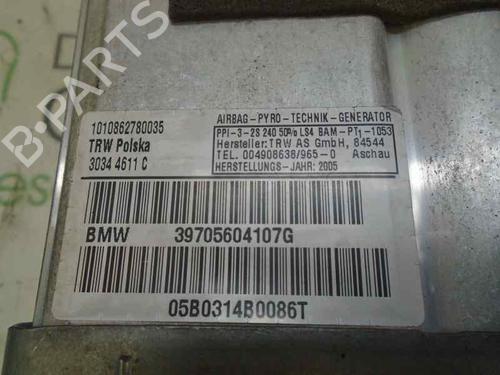 1010862780035
TRW Polska
3034 4611 C
AIRBAG-PYRO-TECHNIK-GENERATOR
PPI-3-2S 240 50% LS4 BAM-PT1-1053
Hersteller:TRW AS GmbH, 84544
TEL. 004908638/965-0 Aschau
HERSTELLUNGS-JAHR: 2005
BMW 39705604107G
05B0314B0086T